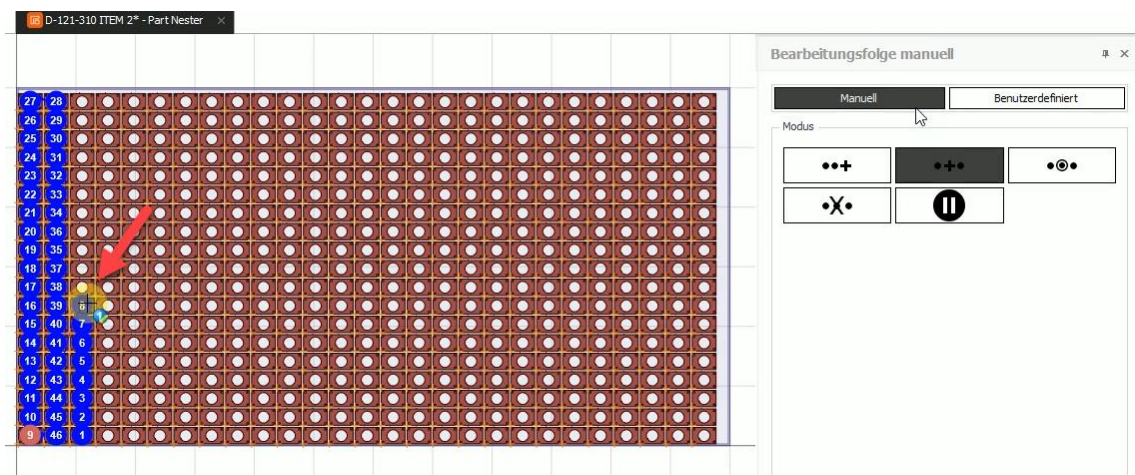 D-121-310 ITEM 2* - Part Nester
Bearbeitungsfolge manuell
Manuell Benutzerdefiniert
Modus
27 28
26 29
25 30
24 31
23 32
22 33
21 34
20 36
19 35
18 37
17 38
16 39 8
15 40 7
14 41 6
13 42 5
12 43 4
11 44 3
10 45 2
9 46 1